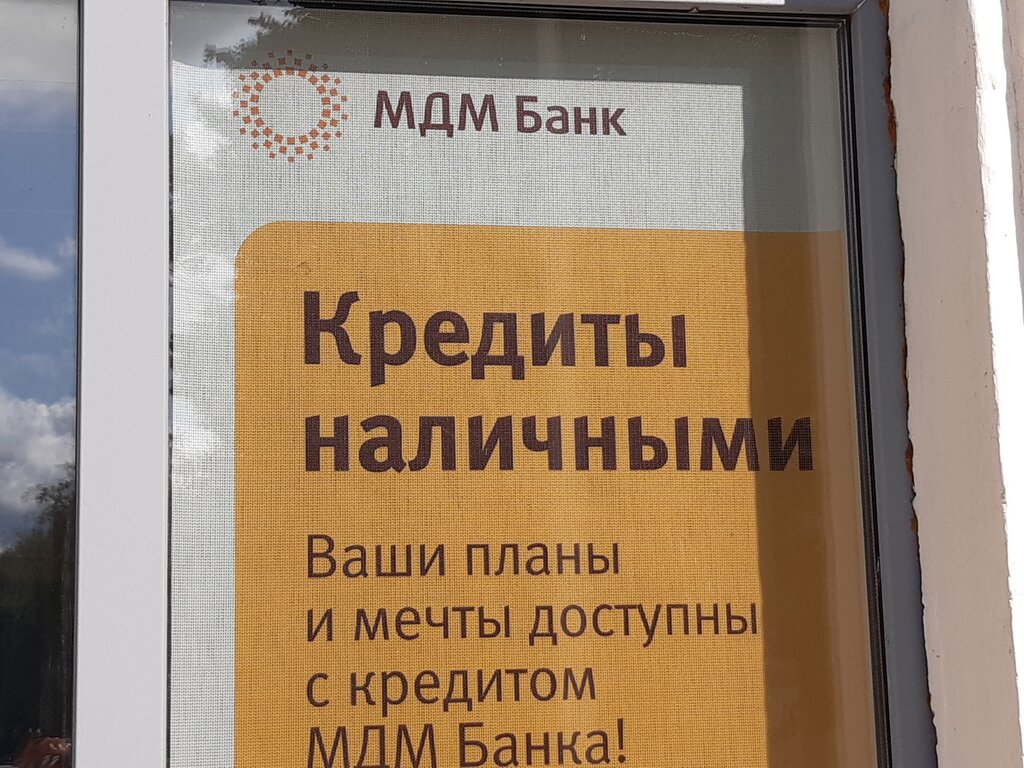 МДМ Банк
Кредиты
наличными
Ваши планы
и мечты доступны
с кредитом
МДМ Банка!